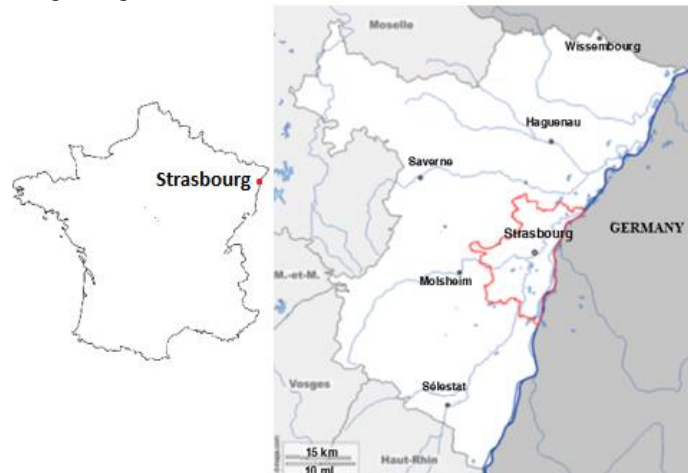 Strasbourg
Moselle
Wissembourg
Haguenau
Saverne
Strasbourg
GERMANY
M.-et-M.
Molsheim
Vosges
Sélestat
15 km
10 mi
Haut-Rhin